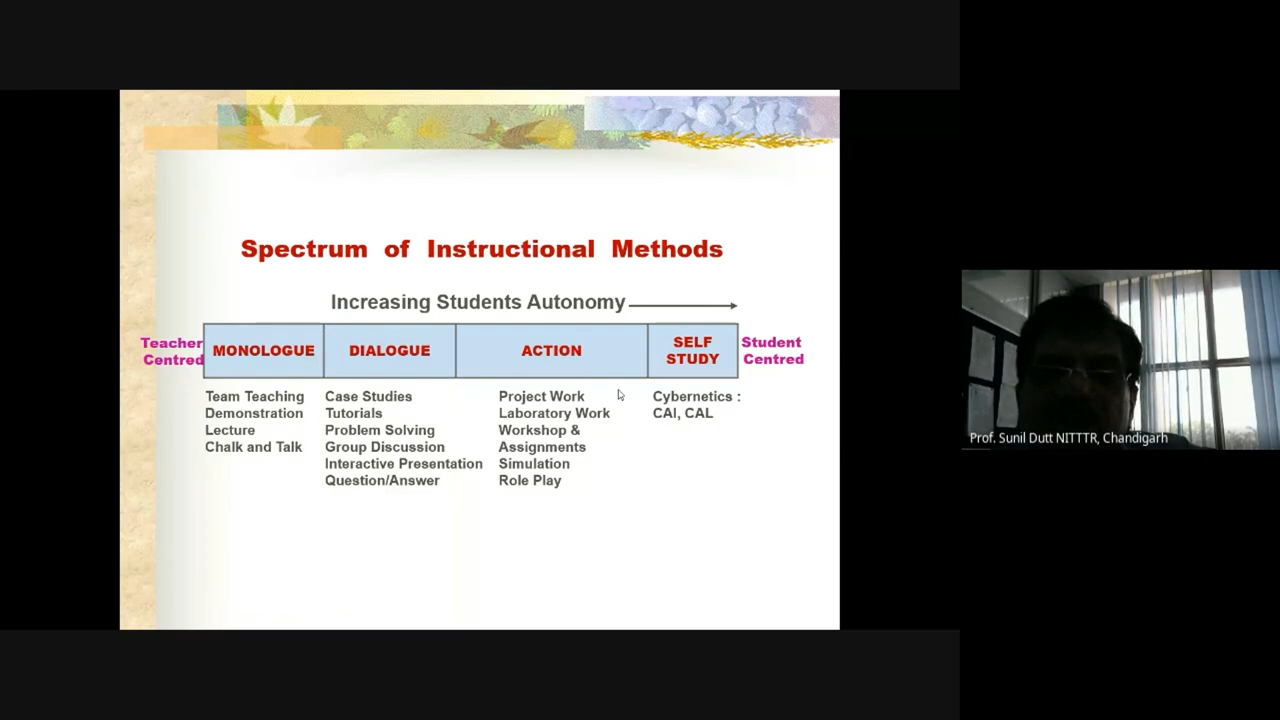 Spectrum of Instructional Methods
Increasing Students Autonomy
Teacher
Centred
MONOLOGUE
DIALOGUE
ACTION
SELF
STUDY
Student
Centred
Team Teaching
Demonstration
Lecture
Chalk and Talk
Case Studies
Tutorials
Problem Solving
Group Discussion
Interactive Presentation
Question/Answer
Project Work
Laboratory Work
Workshop &
Assignments
Simulation
Role Play
Cybernetics :
CAI, CAL
Prof. Sunil Dutt NITTTR, Chandigarh